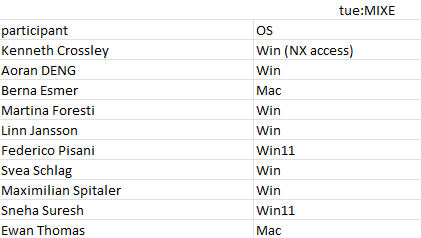 tue:MIXE
participant OS
Kenneth Crossley Win (NX access)
Aoran DENG Win
Berna Esmer Mac
Martina Foresti Win
Linn Jansson Win
Federico Pisani Win11
Svea Schlag Win
Maximilian Spitaler Win
Sneha Suresh Win11
Ewan Thomas Mac